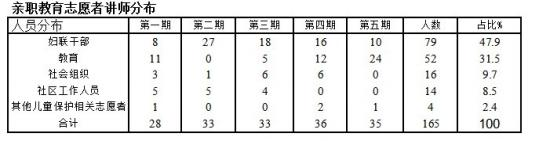 亲职教育志愿者讲师分布
人员分布 第一期 第二期 第三期 第四期 第五期 人数 占比%
妇联干部 8 27 18 16 10 79 47.9
教育 11 0 5 12 24 52 31.5
社会组织 3 1 6 6 0 16 9.7
社区工作人员 5 5 4 0 0 14 8.5
其他儿童保护相关志愿者 1 0 0 2 1 4 2.4
合计 28 33 33 36 35 165 100